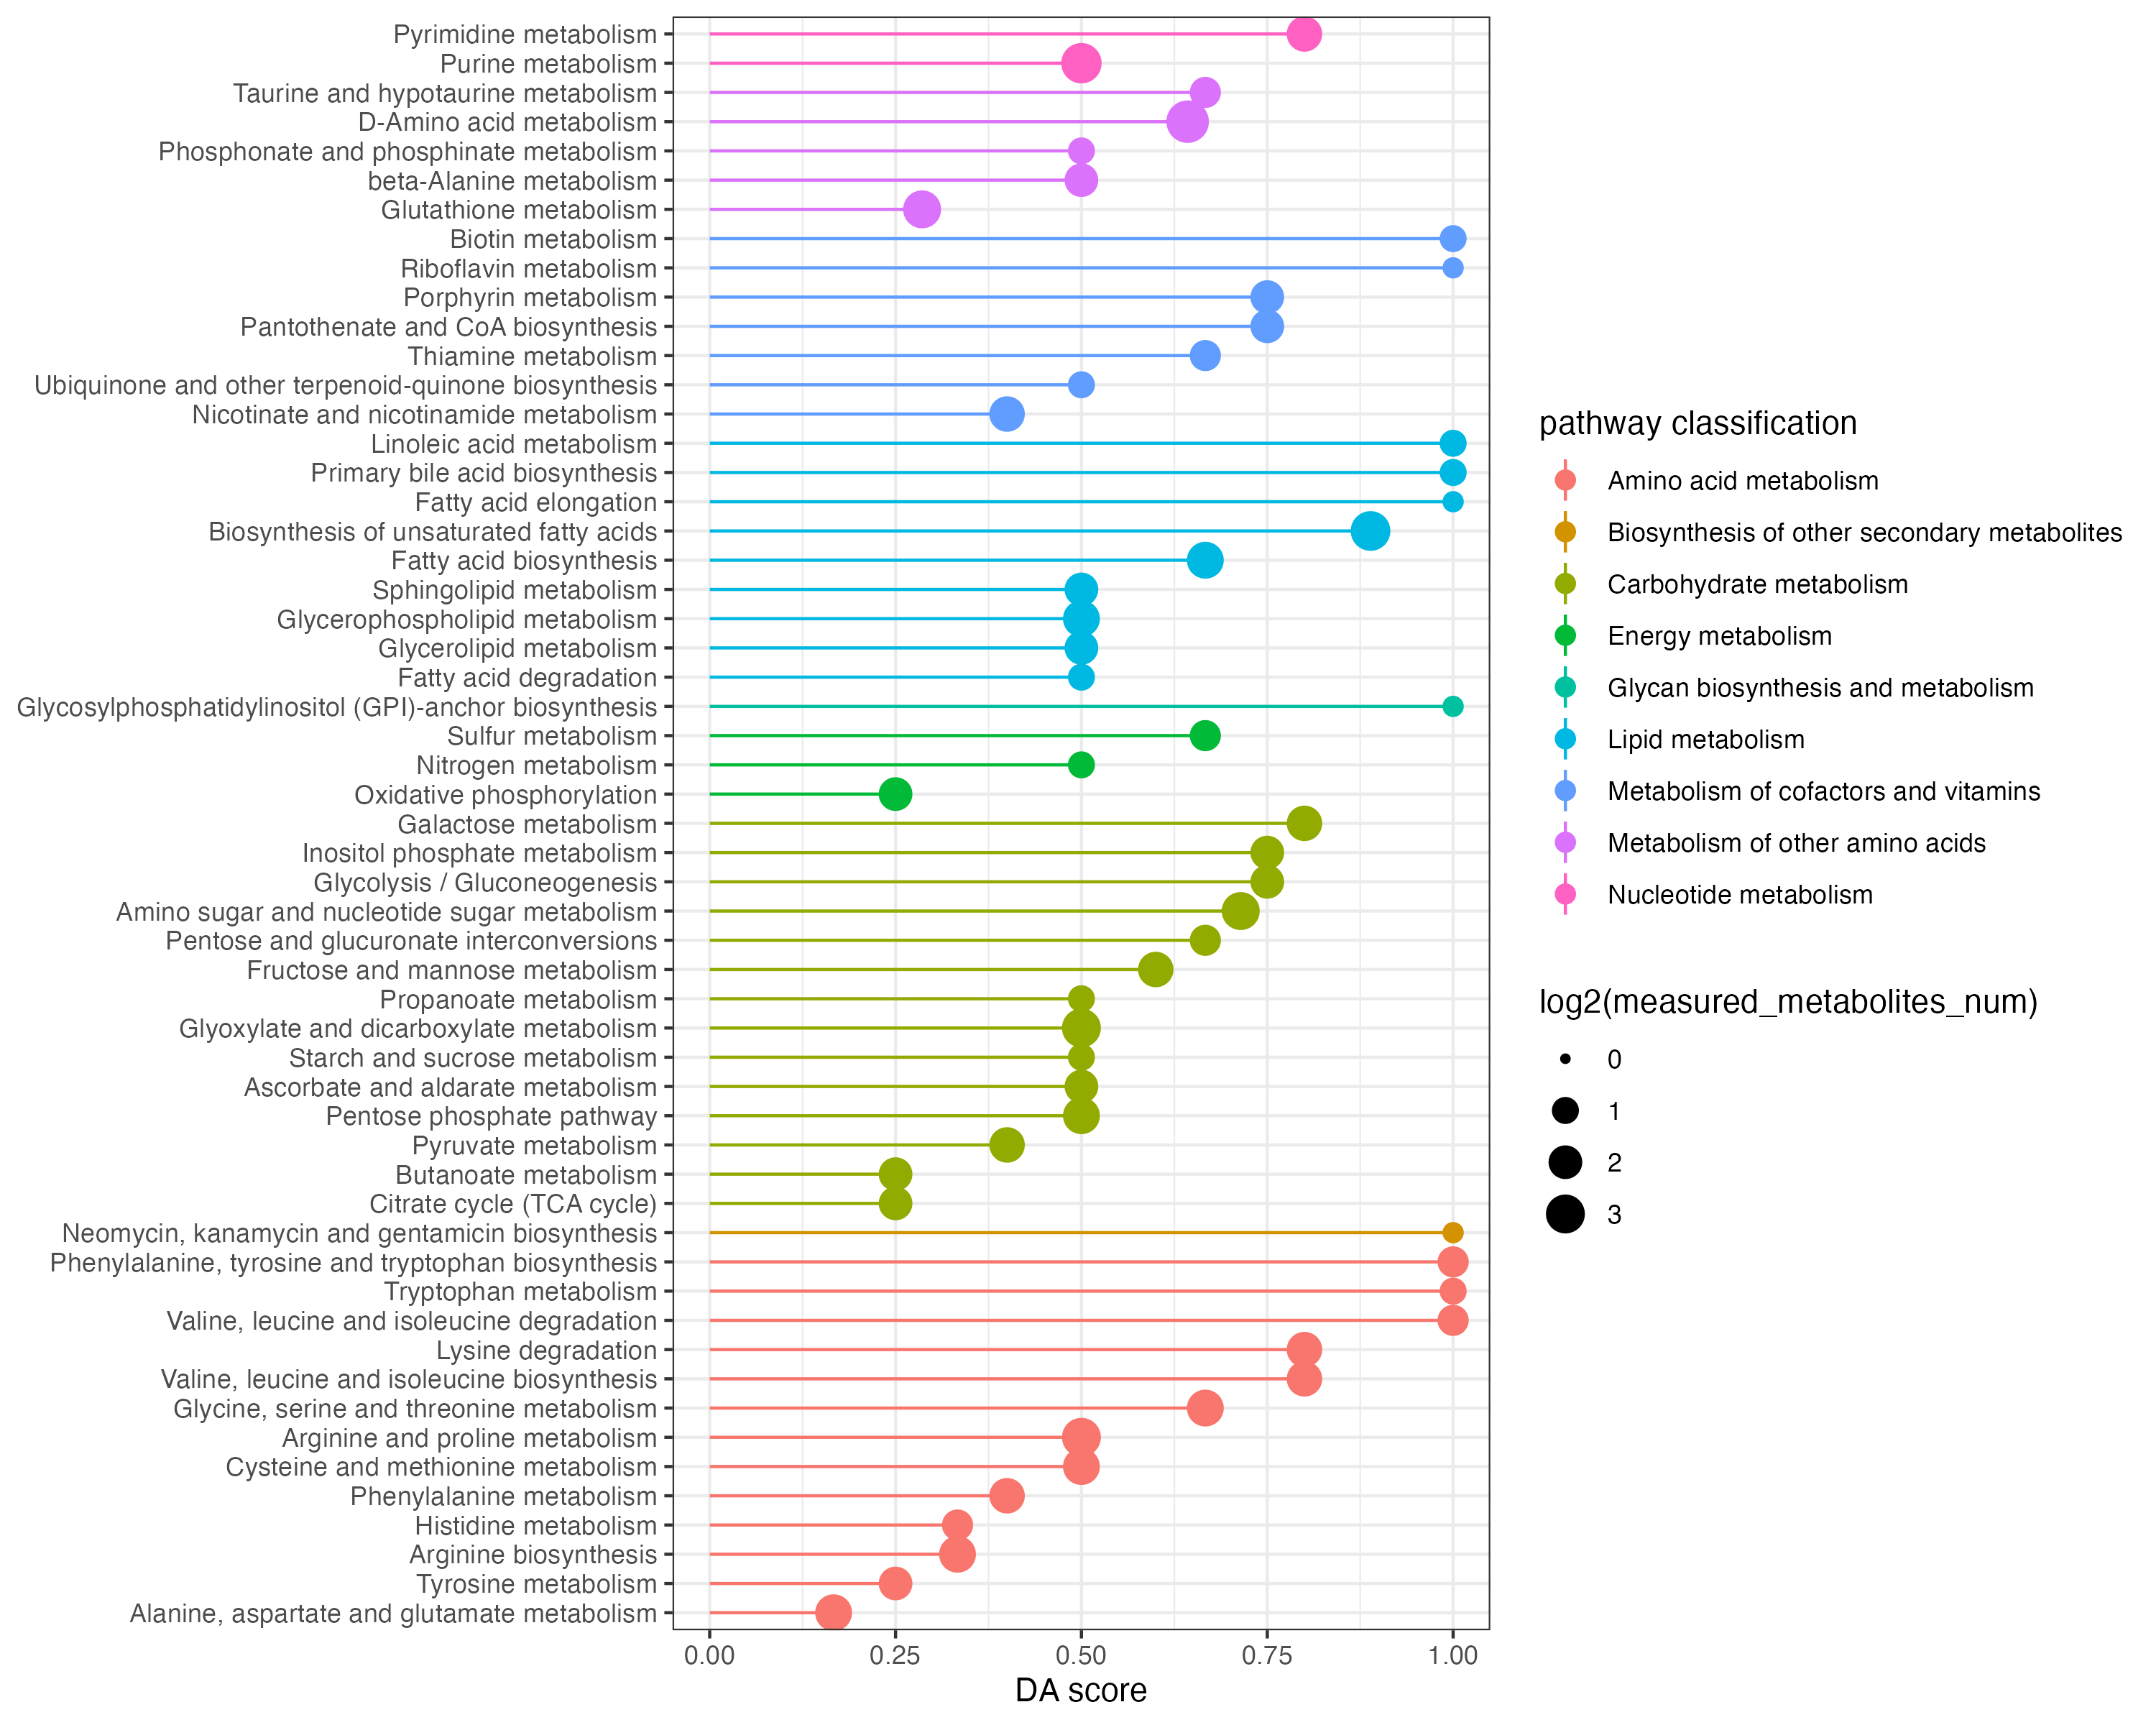 Pyrimidine metabolism
Purine metabolism
Taurine and hypotaurine metabolism
D-Amino acid metabolism
Phosphonate and phosphinate metabolism
beta-Alanine metabolism
Glutathione metabolism
Biotin metabolism
Riboflavin metabolism
Porphyrin metabolism
Pantothenate and CoA biosynthesis
Thiamine metabolism
Ubiquinone and other terpenoid-quinone biosynthesis
Nicotinate and nicotinamide metabolism
Linoleic acid metabolism
Primary bile acid biosynthesis
Fatty acid elongation
Biosynthesis of unsaturated fatty acids
Fatty acid biosynthesis
Sphingolipid metabolism
Glycerophospholipid metabolism
Glycerolipid metabolism
Fatty acid degradation
Glycosylphosphatidylinositol (GPI)-anchor biosynthesis
Sulfur metabolism
Nitrogen metabolism
Oxidative phosphorylation
Galactose metabolism
Inositol phosphate metabolism
Glycolysis / Gluconeogenesis
Amino sugar and nucleotide sugar metabolism
Pentose and glucuronate interconversions
Fructose and mannose metabolism
Propanoate metabolism
Glyoxylate and dicarboxylate metabolism
Starch and sucrose metabolism
Ascorbate and aldarate metabolism
Pentose phosphate pathway
Pyruvate metabolism
Butanoate metabolism
Citrate cycle (TCA cycle)
Neomycin, kanamycin and gentamicin biosynthesis
Phenylalanine, tyrosine and tryptophan biosynthesis
Tryptophan metabolism
Valine, leucine and isoleucine degradation
Lysine degradation
Valine, leucine and isoleucine biosynthesis
Glycine, serine and threonine metabolism
Arginine and proline metabolism
Cysteine and methionine metabolism
Phenylalanine metabolism
Histidine metabolism
Arginine biosynthesis
Tyrosine metabolism
Alanine, aspartate and glutamate metabolism
0.00 0.25 0.50 0.75 1.00
DA score
pathway classification
Amino acid metabolism
Biosynthesis of other secondary metabolites
Carbohydrate metabolism
Energy metabolism
Glycan biosynthesis and metabolism
Lipid metabolism
Metabolism of cofactors and vitamins
Metabolism of other amino acids
Nucleotide metabolism
log2(measured_metabolites_num)
0
1
2
3